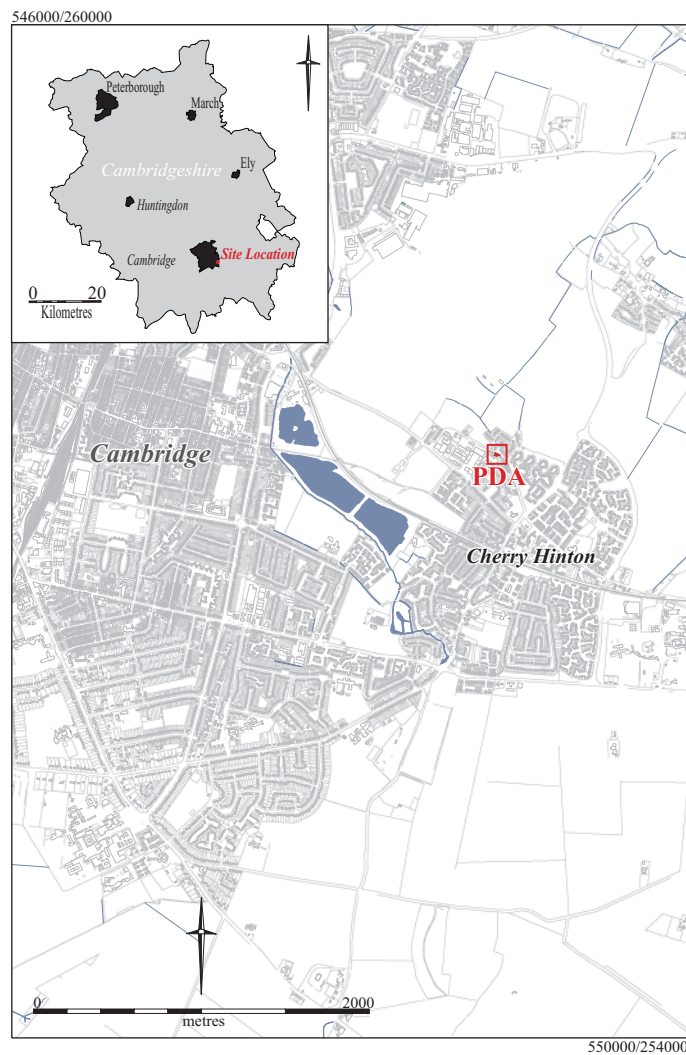 546000/260000
Peterborough
March
Cambridgeshire
Ely
Huntingdon
Cambridge
Site Location
0 20
Kilometres
Cambridge
PDA
Cherry Hinton
0 2000
metres
550000/254000